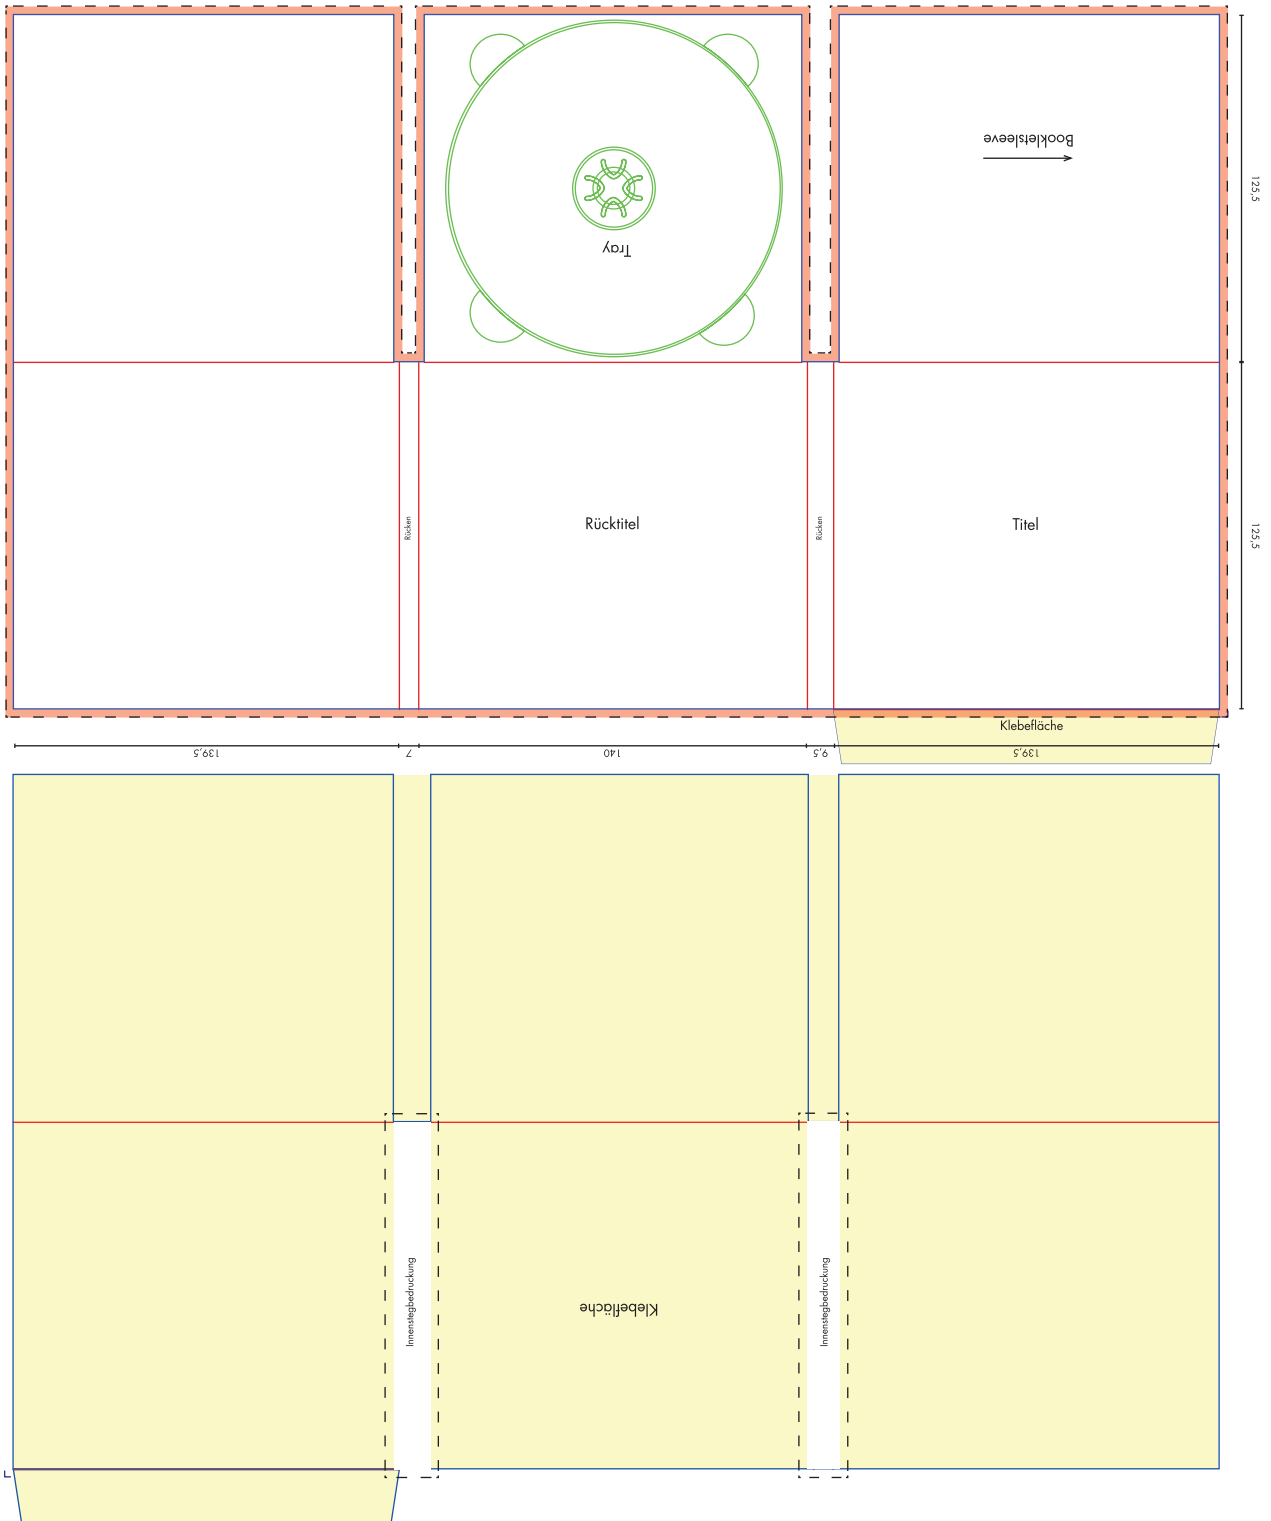 Bookletsleeve
125,5
Tray
Rücken
Rücktitel
Rücken
Titel
125,5
Klebefläche
139,5
7
140
9,5
139,5
Innenstegbedruckung
Klebefläche
Innenstegbedruckung